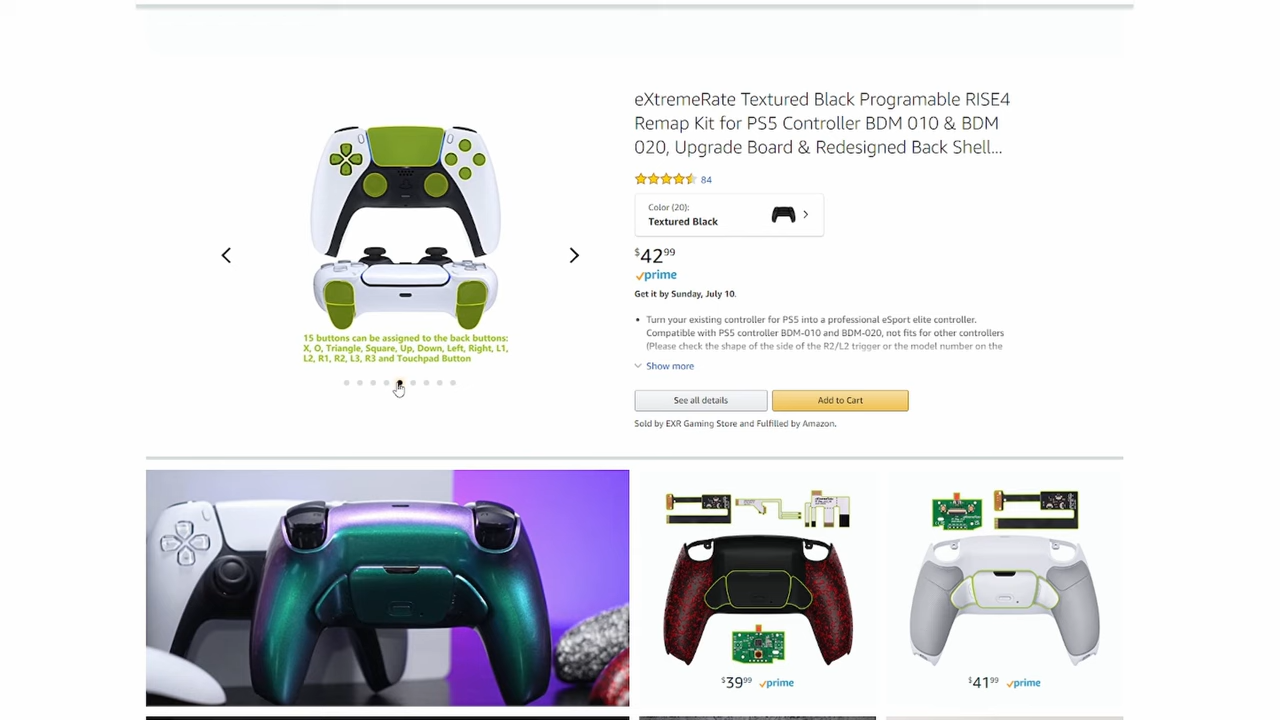 eXtremeRate Textured Black Programable RISE4
Remap Kit for PS5 Controller BDM 010 & BDM
020, Upgrade Board & Redesigned Back Shell...
84
Color (20):
Textured Black
$42 99
prime
Get it by Sunday, July 10.
Turn your existing controller for PS5 into a professional eSport elite controller.
Compatible with PS5 controller BDM-010 and BDM-020, not fits for other controllers
(Please check the shape of the side of the R2/L2 trigger or the model number on the
Show more
See all details
Add to Cart
Sold by EXR Gaming Store and Fulfilled by Amazon.
15 buttons can be assigned to the back buttons:
X, O, Triangle, Square, Up, Down, Left, Right, L1,
L2, R1, R2, L3, R3 and Touchpad Button
$39 99 prime
$41 99 prime